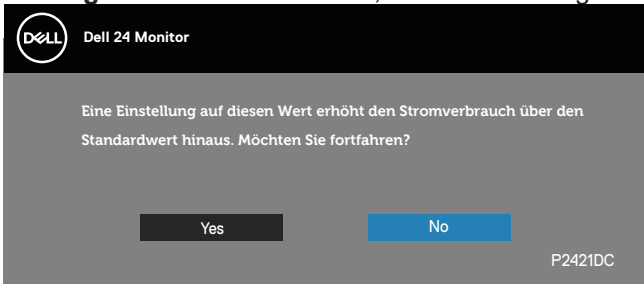 DELL Dell 24 Monitor
Eine Einstellung auf diesen Wert erhöht den Stromverbrauch über den
Standardwert hinaus. Möchten Sie fortfahren?
Yes No
P2421DC